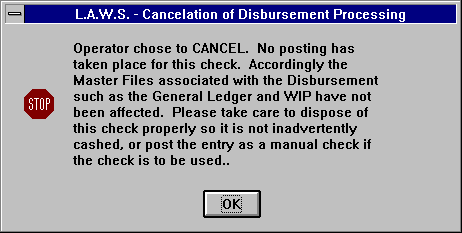 L.A.W.S. - Cancelation of Disbursement Processing
Operator chose to CANCEL.  No posting has
taken place for this check.  Accordingly the
Master Files associated with the Disbursement
such as the General Ledger and WIP have not
been affected.  Please take care to dispose of
this check properly so it is not inadvertently
cashed, or post the entry as a manual check if
the check is to be used..
STOP
OK